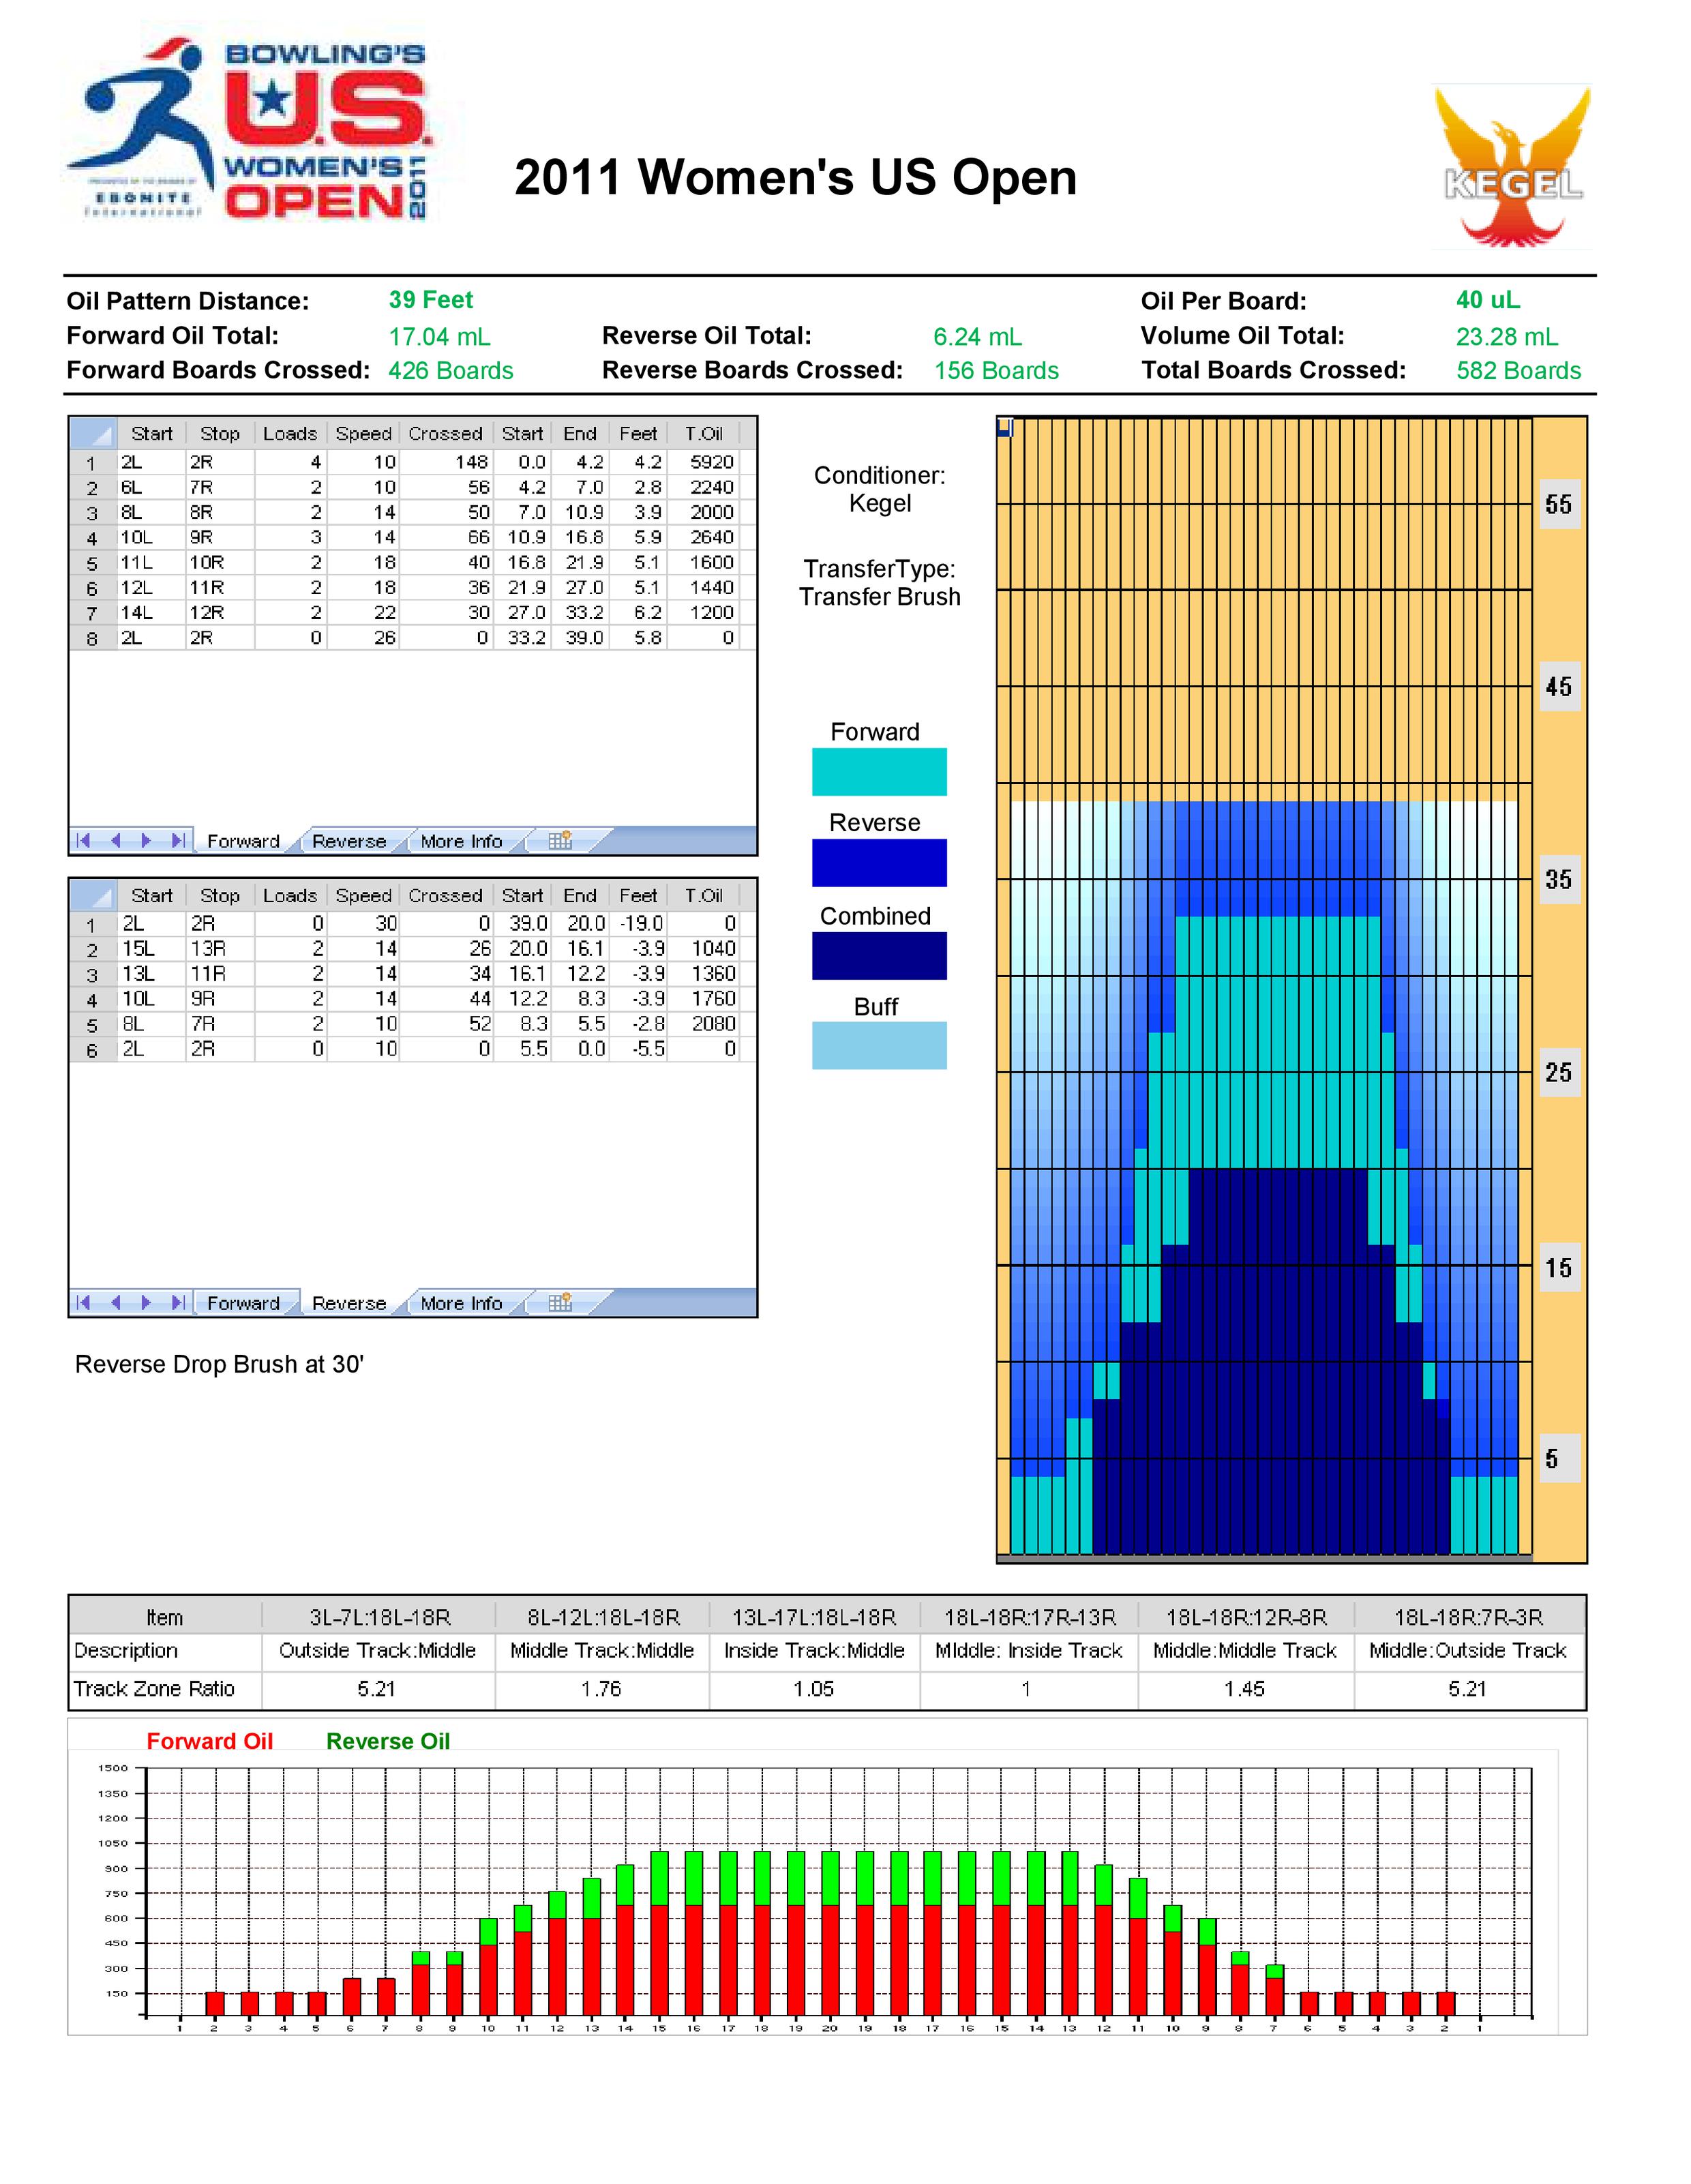 BOWLING'S
U.S.
WOMEN'S
OPEN 2011
EBONITE
International
2011 Women's US Open
KEGEL
Oil Pattern Distance: 39 Feet Oil Per Board: 40 uL
Forward Oil Total: 17.04 mL Reverse Oil Total: 6.24 mL Volume Oil Total: 23.28 mL
Forward Boards Crossed: 426 Boards Reverse Boards Crossed: 156 Boards Total Boards Crossed: 582 Boards
Start Stop Loads Speed Crossed Start End Feet T.Oil
1 2L 2R 4 10 148 0.0 4.2 4.2 5920
2 6L 7R 2 10 56 4.2 7.0 2.8 2240
3 8L 8R 2 14 50 7.0 10.9 3.9 2000
4 10L 9R 3 14 66 10.9 16.8 5.9 2640
5 11L 10R 2 18 40 16.8 21.9 5.1 1600
6 12L 11R 2 18 36 21.9 27.0 5.1 1440
7 14L 12R 2 22 30 27.0 33.2 6.2 1200
8 2L 2R 0 26 0 33.2 39.0 5.8 0
Forward Reverse More Info
Start Stop Loads Speed Crossed Start End Feet T.Oil
1 2L 2R 0 30 0 39.0 20.0 -19.0 0
2 15L 13R 2 14 26 20.0 16.1 -3.9 1040
3 13L 11R 2 14 34 16.1 12.2 -3.9 1360
4 10L 9R 2 14 44 12.2 8.3 -3.9 1760
5 8L 7R 2 10 52 8.3 5.5 -2.8 2080
6 2L 2R 0 10 0 5.5 0.0 -5.5 0
Forward Reverse More Info
Reverse Drop Brush at 30'
Conditioner:
Kegel
TransferType:
Transfer Brush
Forward
Reverse
Combined
Buff
55
45
35
25
15
5
Item 3L-7L:18L-18R 8L-12L:18L-18R 13L-17L:18L-18R 18L-18R:17R-13R 18L-18R:12R-8R 18L-18R:7R-3R
Description Outside Track:Middle Middle Track:Middle Inside Track:Middle MIddle: Inside Track Middle:Middle Track Middle:Outside Track
Track Zone Ratio 5.21 1.76 1.05 1 1.45 5.21
Forward Oil Reverse Oil
1500
1350
1200
1050
900
750
600
450
300
150
1 2 3 4 5 6 7 8 9 10 11 12 13 14 15 16 17 18 19 20 19 18 17 16 15 14 13 12 11 10 9 8 7 6 5 4 3 2 1